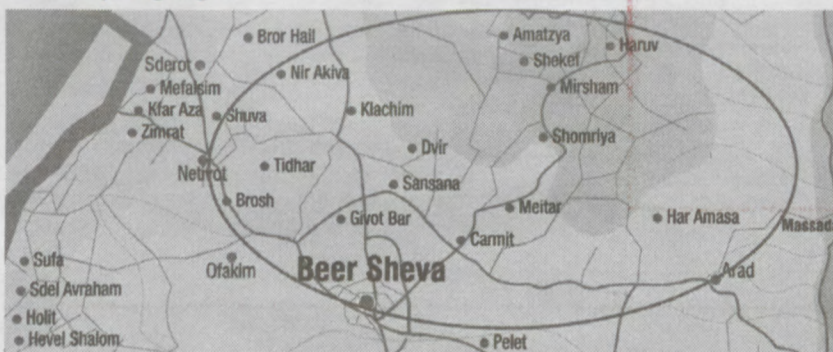 Bror Hail
Amatzya
Haruv
Sderot
Shekef
Nir Akiva
Mefalsim
Mirsham
Kfar Aza
Shuva
Klachim
Zimrat
Shomriya
Dvir
Netivot
Tidhar
Sansana
Brosh
Meitar
Givot Bar
Har Amasa
Massad
Carmit
Sufa
Ofakim
Beer Sheva
Arad
Sdel Avraham
Holit
Hevel Shalom
Pelet